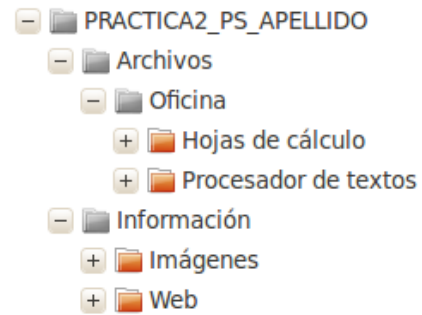 PRACTICA2_PS_APELLIDO
Archivos
Oficina
Hojas de cálculo
Procesador de textos
Información
Imágenes
Web